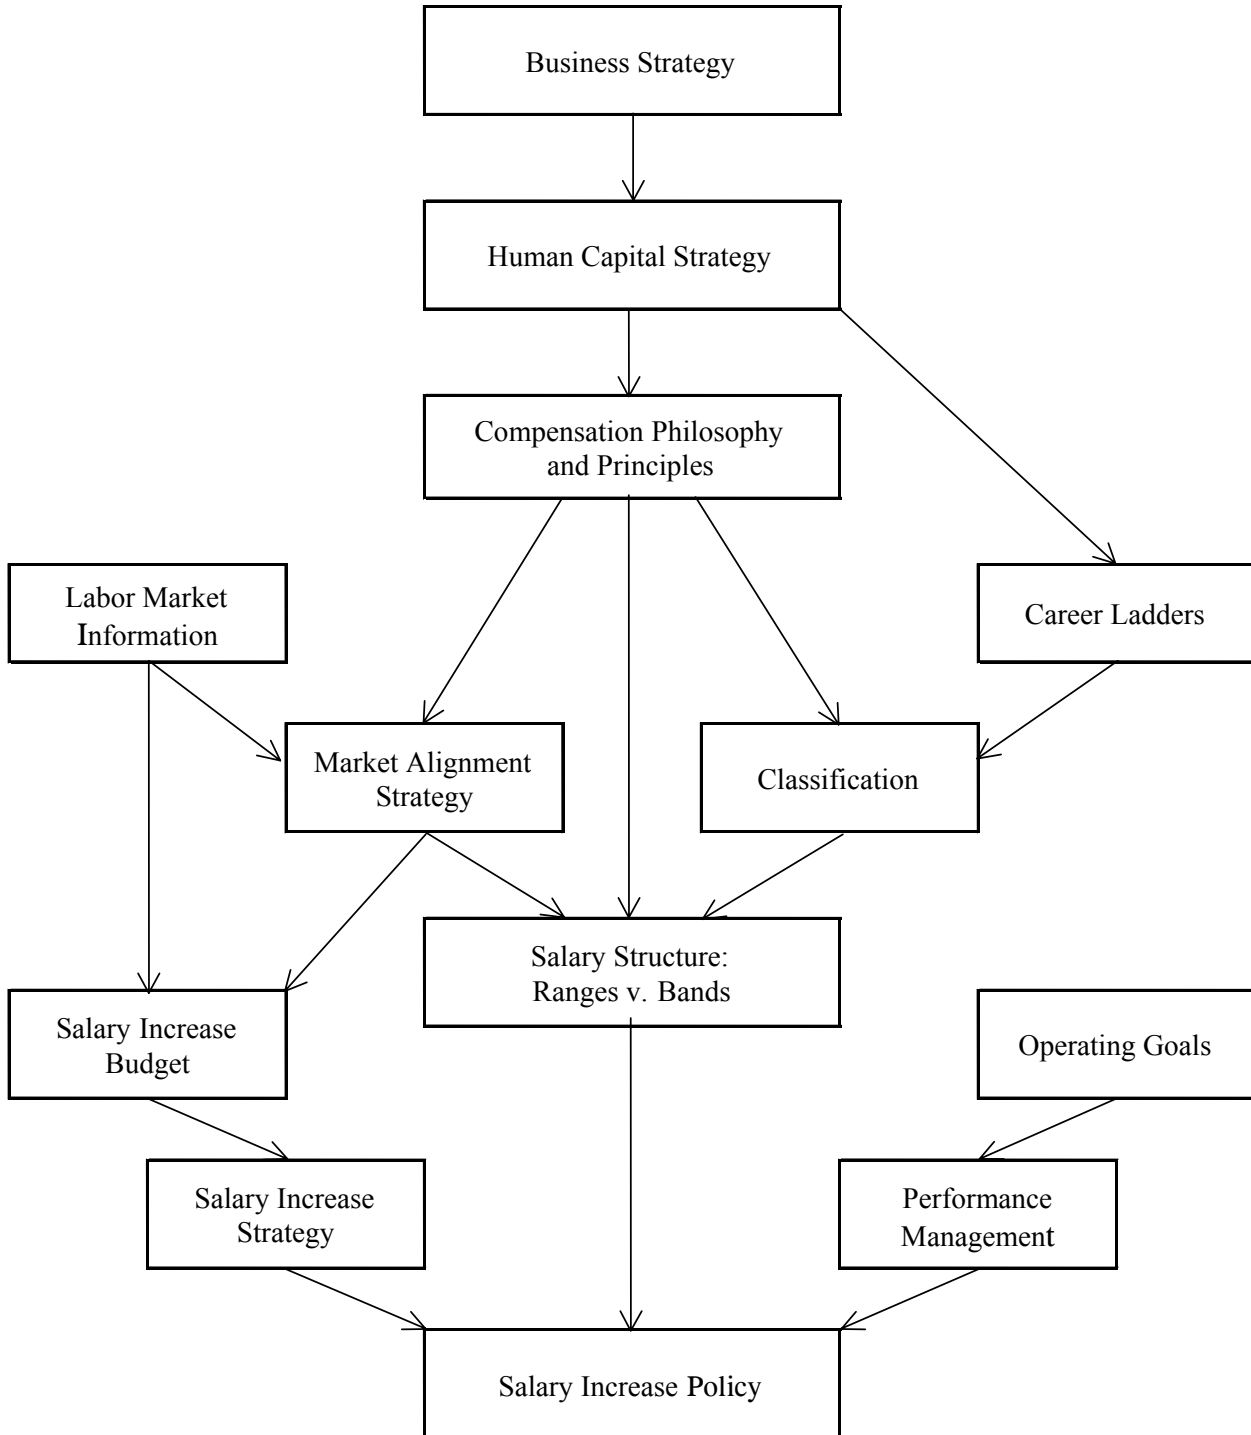 Business Strategy
Human Capital Strategy
Compensation Philosophy
and Principles
Labor Market
Information
Career Ladders
Market Alignment
Strategy
Classification
Salary Structure:
Ranges v. Bands
Salary Increase
Budget
Operating Goals
Salary Increase
Strategy
Performance
Management
Salary Increase Policy